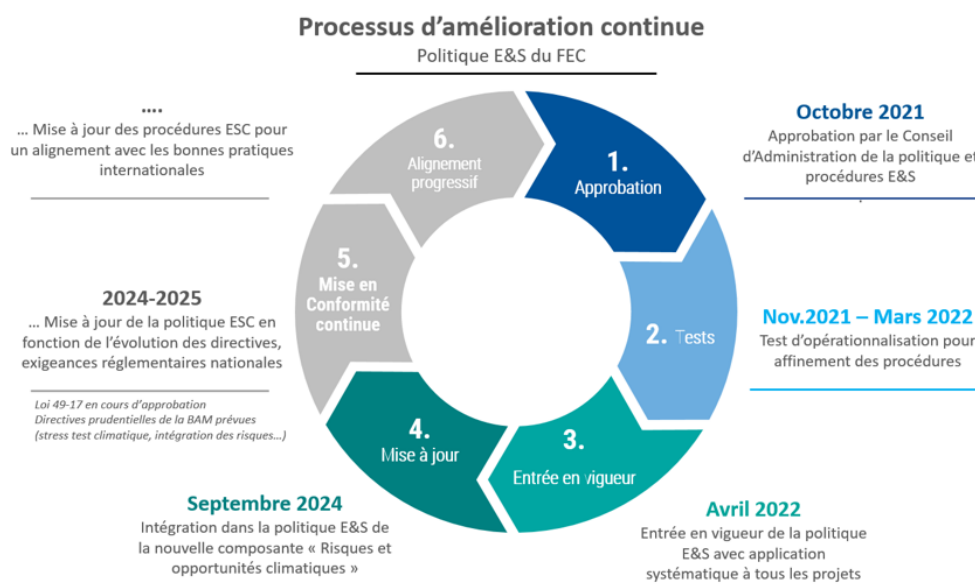 Processus d'amélioration continue
Politique E&S du FEC
1.
Approbation
Octobre 2021
Approbation par le Conseil
d'Administration de la politique et
procédures E&S
2. Tests
Nov.2021 – Mars 2022
Test d'opérationnalisation pour
affinement des procédures
3.
Entrée en vigueur
Avril 2022
Entrée en vigueur de la politique
E&S avec application
systématique à tous les projets
4.
Mise à jour
Septembre 2024
Intégration dans la politique E&S de
la nouvelle composante « Risques et
opportunités climatiques »
5.
Mise en
Conformité
continue
2024-2025
... Mise à jour de la politique ESC en
fonction de l'évolution des directives,
exigeances réglementaires nationales
Loi 49-17 en cours d'approbation
Directives prudentielles de la BAM prévues
(stress test climatique, intégration des risques...)
6.
Alignement
progressif
....
... Mise à jour des procédures ESC pour
un alignement avec les bonnes pratiques
internationales